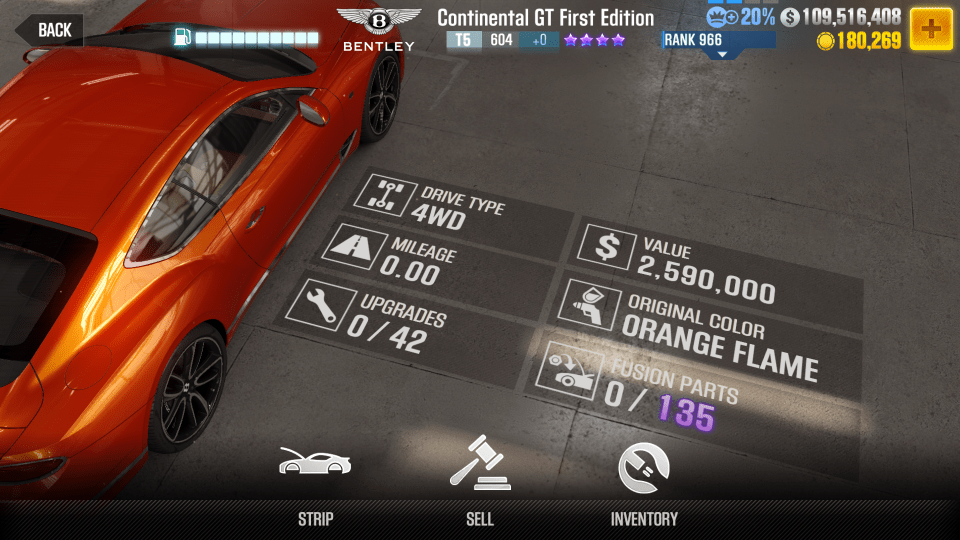 BACK
B
BENTLEY
Continental GT First Edition
T5 604 +0
20% $ 109,516,408
RANK 966
180,269
DRIVE TYPE
4WD
MILEAGE
0.00
UPGRADES
0 / 42
$ VALUE
2,590,000
ORIGINAL COLOR
ORANGE FLAME
FUSION PARTS
0 / 135
STRIP
SELL
INVENTORY